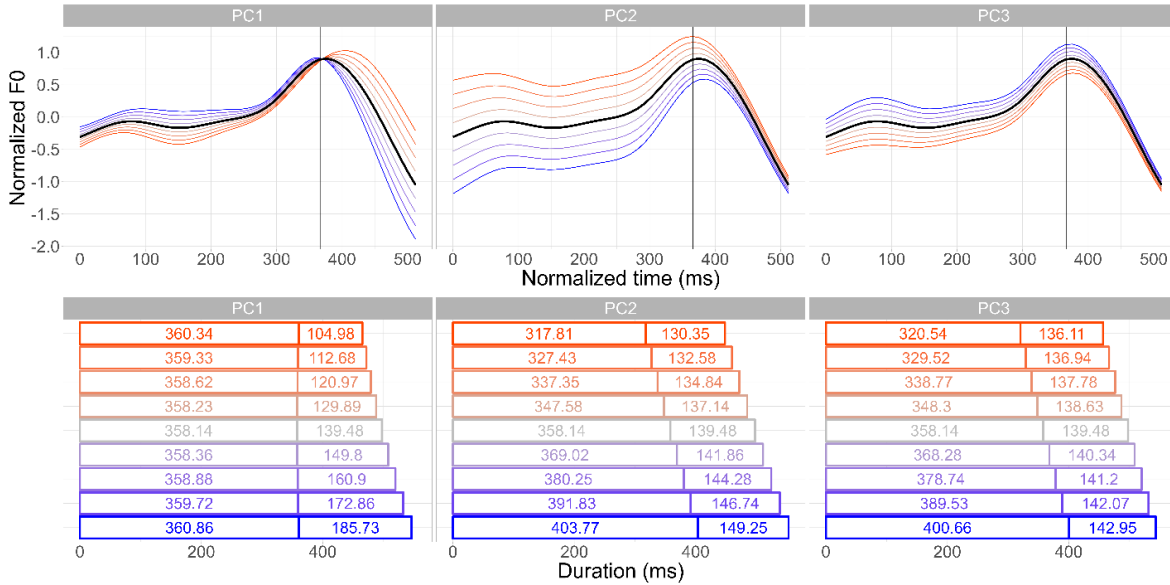 PC1 PC2 PC3
Normalized F0
1.0
0.5
0.0
-0.5
-1.0
-1.5
-2.0
0 100 200 300 400 500 0 100 200 300 400 500 0 100 200 300 400 500
Normalized time (ms)
PC1 PC2 PC3
360.34 104.98 317.81 130.35 320.54 136.11
359.33 112.68 327.43 132.58 329.52 136.94
358.62 120.97 337.35 134.84 338.77 137.78
358.23 129.89 347.58 137.14 348.3 138.63
358.14 139.48 358.14 139.48 358.14 139.48
358.36 149.8 369.02 141.86 368.28 140.34
358.88 160.9 380.25 144.28 378.74 141.2
359.72 172.86 391.83 146.74 389.53 142.07
360.86 185.73 403.77 149.25 400.66 142.95
0 200 400 0 200 400 0 200 400
Duration (ms)